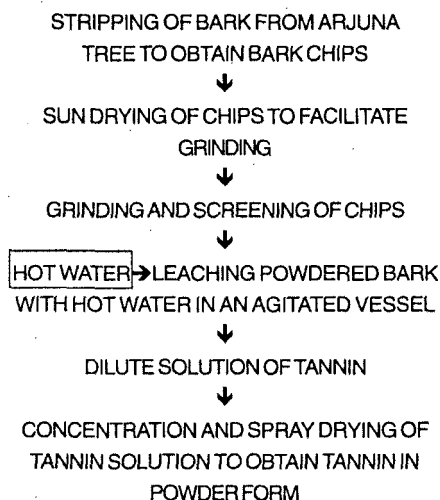 STRIPPING OF BARK FROM ARJUNA
TREE TO OBTAIN BARK CHIPS
↓
SUN DRYING OF CHIPS TO FACILITATE
GRINDING
↓
GRINDING AND SCREENING OF CHIPS
↓
HOT WATER→LEACHING POWDERED BARK
WITH HOT WATER IN AN AGITATED VESSEL
↓
DILUTE SOLUTION OF TANNIN
↓
CONCENTRATION AND SPRAY DRYING OF
TANNIN SOLUTION TO OBTAIN TANNIN IN
POWDER FORM